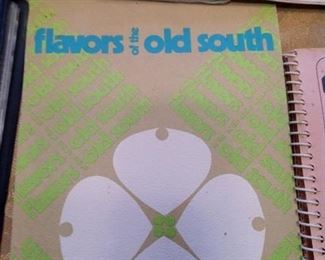 flavors of the old south